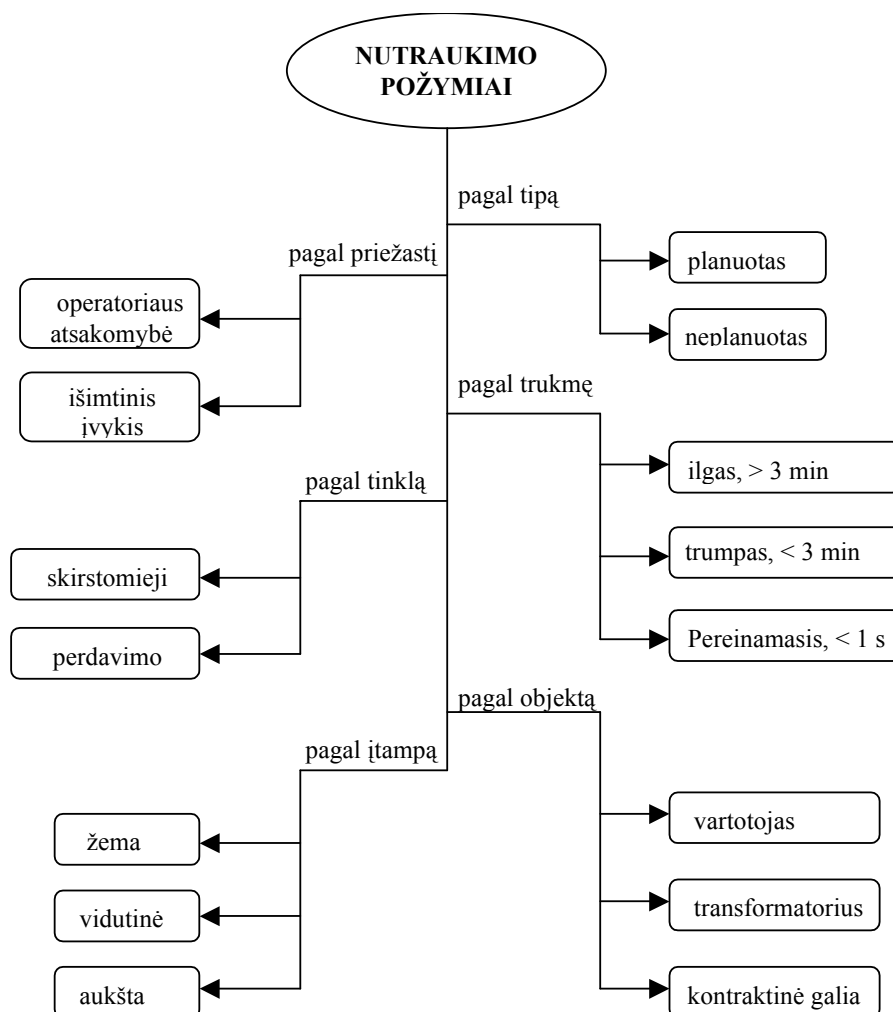 NUTRAUKIMO
POŽYMIAI
pagal tipą
planuotas
neplanuotas
pagal priežastį
operatoriaus
atsakomybė
išimtinis
įvykis
pagal trukmę
ilgas, > 3 min
trumpas, < 3 min
Pereinamasis, < 1 s
pagal tinklą
skirstomieji
perdavimo
pagal objektą
vartotojas
transformatorius
kontraktinė galia
pagal įtampą
žema
vidutinė
aukšta